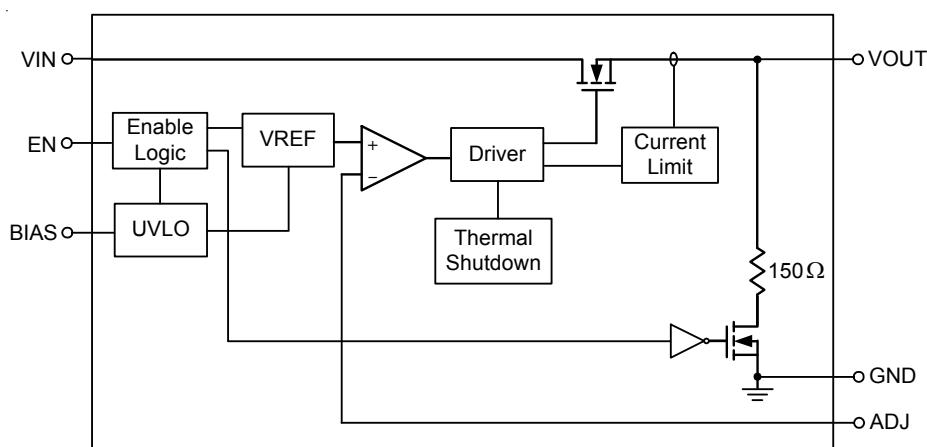 VIN
VOUT
EN
Enable
Logic
VREF
+
−
Driver
Current
Limit
BIAS
UVLO
Thermal
Shutdown
150Ω
GND
ADJ